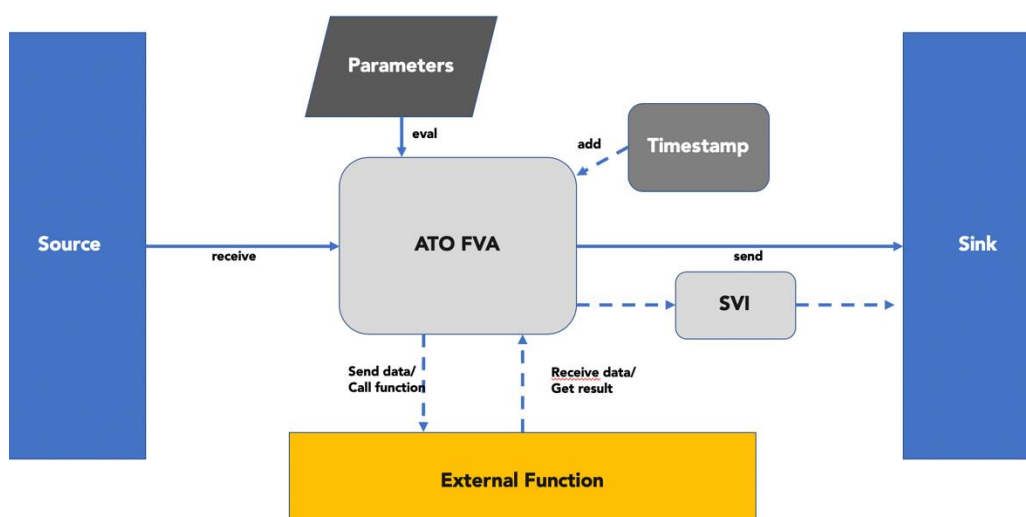 Parameters
eval
add
Timestamp
Source
receive
ATO FVA
send
Sink
SVI
Send data/
Call function
Receive data/
Get result
External Function